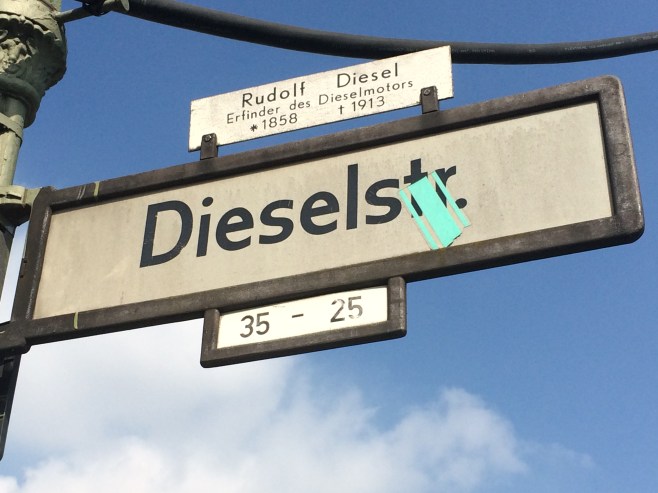 Rudolf Diesel
Erfinder des Dieselmotors
*1858 †1913
Dieselstr.
35 - 25